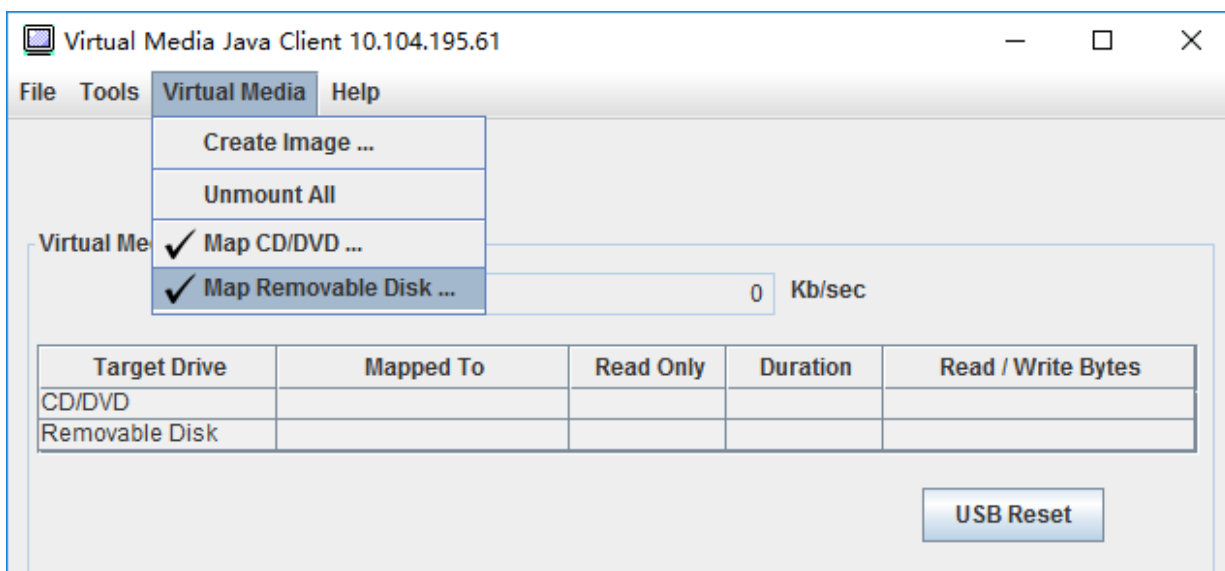 Virtual Media Java Client 10.104.195.61
File Tools Virtual Media Help
Create Image ...
Unmount All
Map CD/DVD ...
Map Removable Disk ...
Virtual Me
0 Kb/sec
Target Drive Mapped To Read Only Duration Read / Write Bytes
CD/DVD
Removable Disk
USB Reset